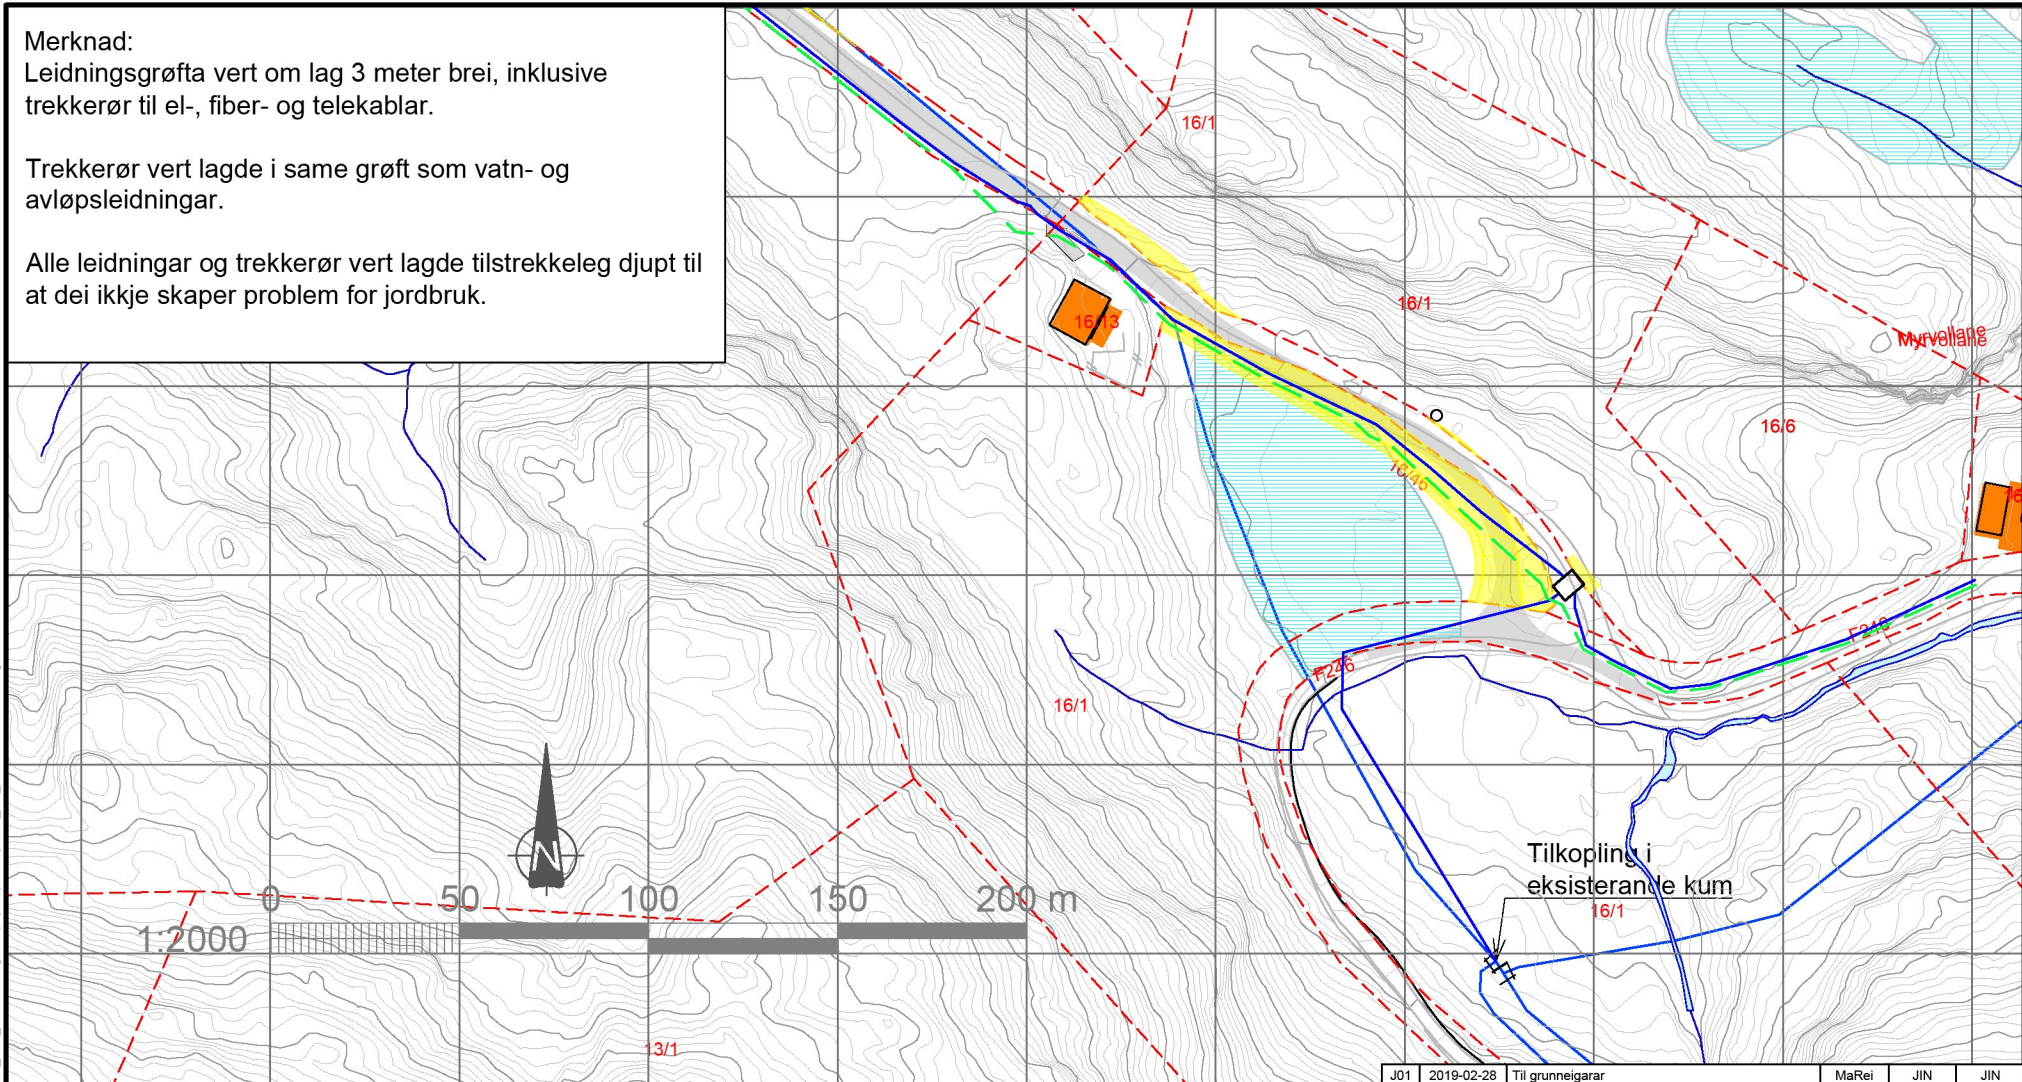 Merknad:
Leidningsgrøfta vert om lag 3 meter brei, inklusive
trekkerør til el-, fiber- og telekablar.
Trekkerør vert lagde i same grøft som vatn- og
avløpsleidningar.
Alle leidningar og trekkerør vert lagde tilstrekkeleg djupt til
at dei ikkje skaper problem for jordbruk.
16/1
16/1
16/13
Myrvollane
16/6
16/46
F246
F246
16/1
Tilkopling i
eksisterande kum
16/1
N
0 50 100 150 200 m
1:2000
13/1
J01 2019-02-28 Til grunneigarar MaRei JIN JIN